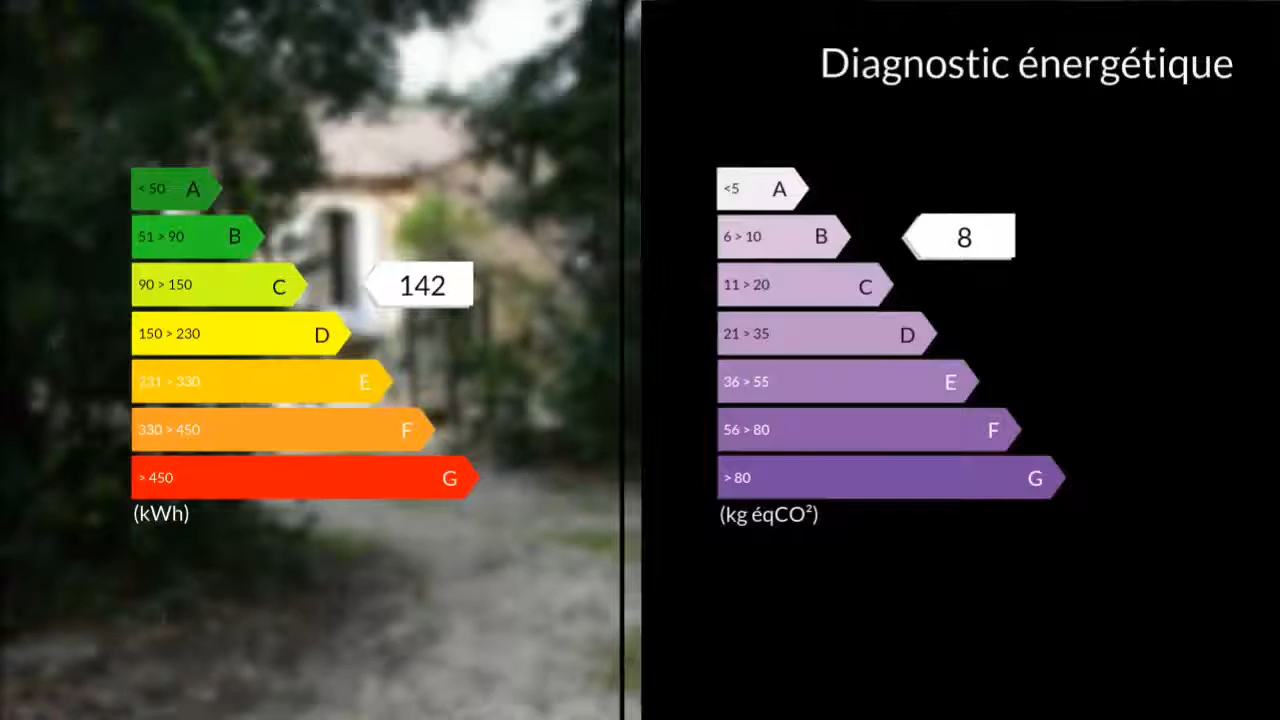 Diagnostic énergétique
< 50 A
51 > 90 B
90 > 150 C
142
150 > 230 D
231 > 330 E
330 > 450 F
> 450 G
(kWh)
<5 A
6 > 10 B
8
11 > 20 C
21 > 35 D
36 > 55 E
56 > 80 F
> 80 G
(kg éqCO²)